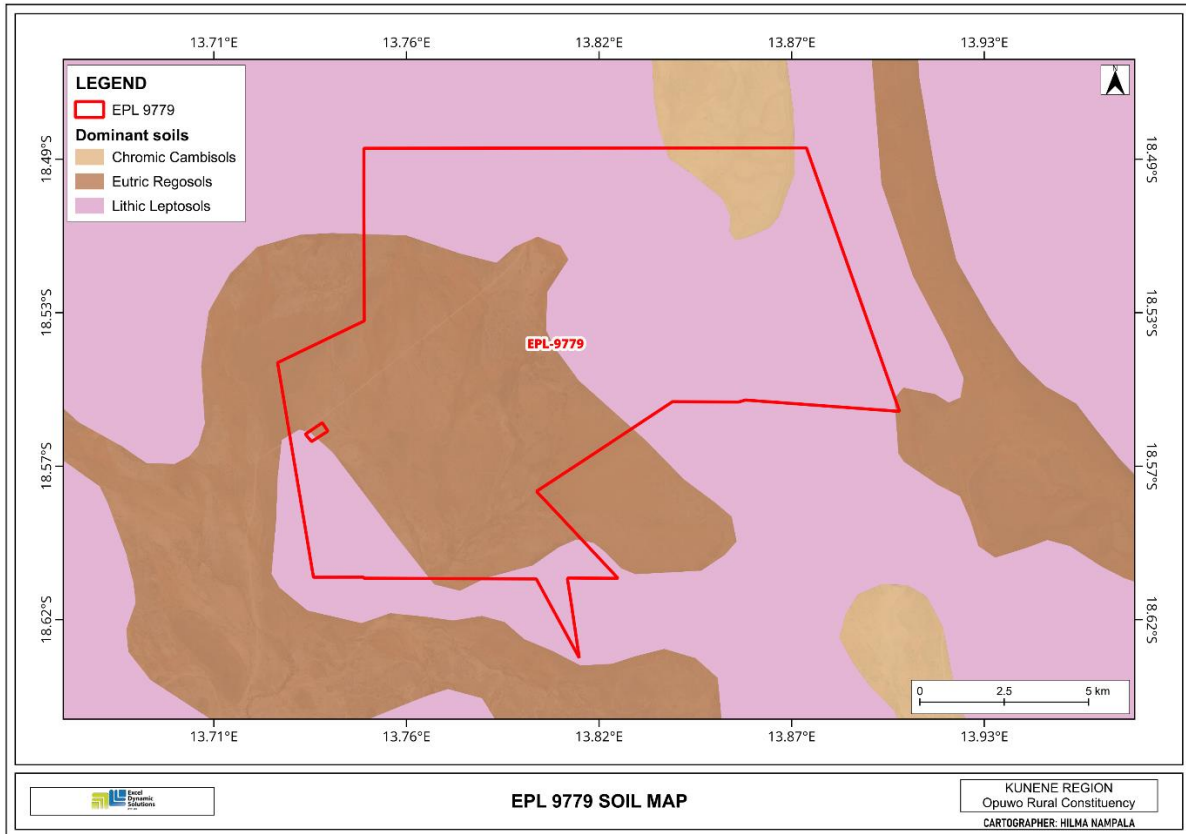 13.71°E 13.76°E 13.82°E 13.87°E 13.93°E
LEGEND
EPL 9779
Dominant soils
Chromic Cambisols
Eutric Regosols
Lithic Leptosols
N
18.49°S 18.49°S
18.53°S 18.53°S
EPL-9779
18.57°S 18.57°S
18.62°S 18.62°S
0 2.5 5 km
13.71°E 13.76°E 13.82°E 13.87°E 13.93°E
Excel
Dynamic
Solutions
EPL 9779 SOIL MAP
KUNENE REGION
Opuwo Rural Constituency
CARTOGRAPHER: HILMA NAMPALA